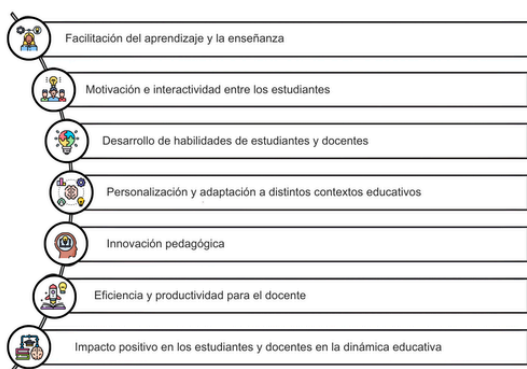 Facilitación del aprendizaje y la enseñanza
Motivación e interactividad entre los estudiantes
Desarrollo de habilidades de estudiantes y docentes
Personalización y adaptación a distintos contextos educativos
Innovación pedagógica
Eficiencia y productividad para el docente
Impacto positivo en los estudiantes y docentes en la dinámica educativa